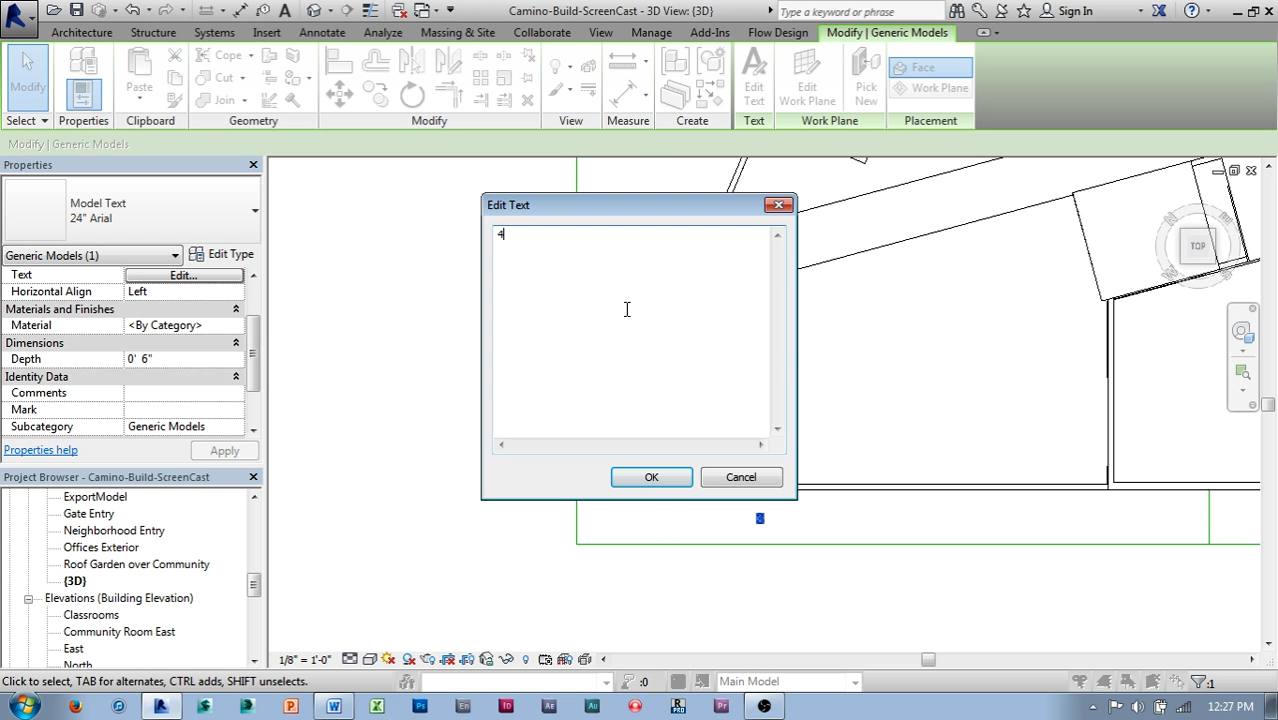 Camino-Build-ScreenCast - 3D View: {3D}
Type a keyword or phrase
Sign In
Architecture
Structure
Systems
Insert
Annotate
Analyze
Massing & Site
Collaborate
View
Manage
Add-Ins
Flow Design
Modify | Generic Models
Modify
Paste
Cope
Cut
Join
Edit
Text
Edit
Work Plane
Pick
New
Face
Work Plane
Select
Properties
Clipboard
Geometry
Modify
View
Measure
Create
Text
Work Plane
Placement
Modify | Generic Models
Properties
Model Text
24" Arial
Generic Models (1)
Edit Type
Text
Edit...
Horizontal Align
Left
Materials and Finishes
Material
<By Category>
Dimensions
Depth
0' 6"
Identity Data
Comments
Mark
Subcategory
Generic Models
Properties help
Apply
Project Browser - Camino-Build-ScreenCast
ExportModel
Gate Entry
Neighborhood Entry
Offices Exterior
Roof Garden over Community
{3D}
Elevations (Building Elevation)
Classrooms
Community Room East
East
North
Edit Text
4
OK
Cancel
TOP
1/8" = 1'-0"
Click to select, TAB for alternates, CTRL adds, SHIFT unselects.
:0
Main Model
:1
12:27 PM